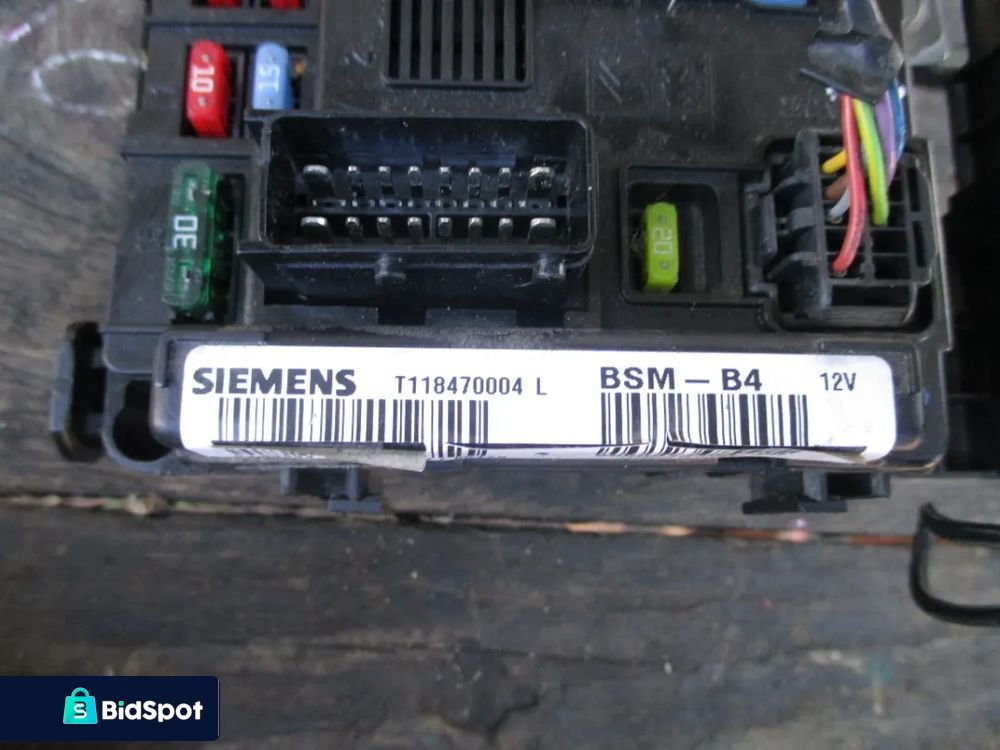 10
15
30
20
SIEMENS T118470004 L BSM – B4 12V
BidSpot